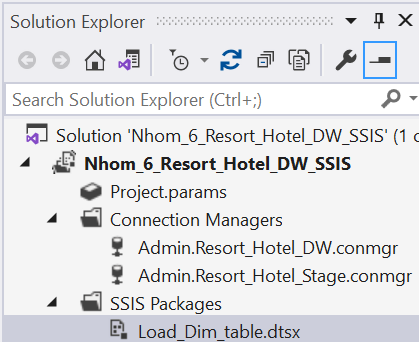 Solution Explorer
Search Solution Explorer (Ctrl+;)
Solution 'Nhom_6_Resort_Hotel_DW_SSIS' (1 
Nhom_6_Resort_Hotel_DW_SSIS
Project.params
Connection Managers
Admin.Resort_Hotel_DW.conmgr
Admin.Resort_Hotel_Stage.conmgr
SSIS Packages
Load_Dim_table.dtsx